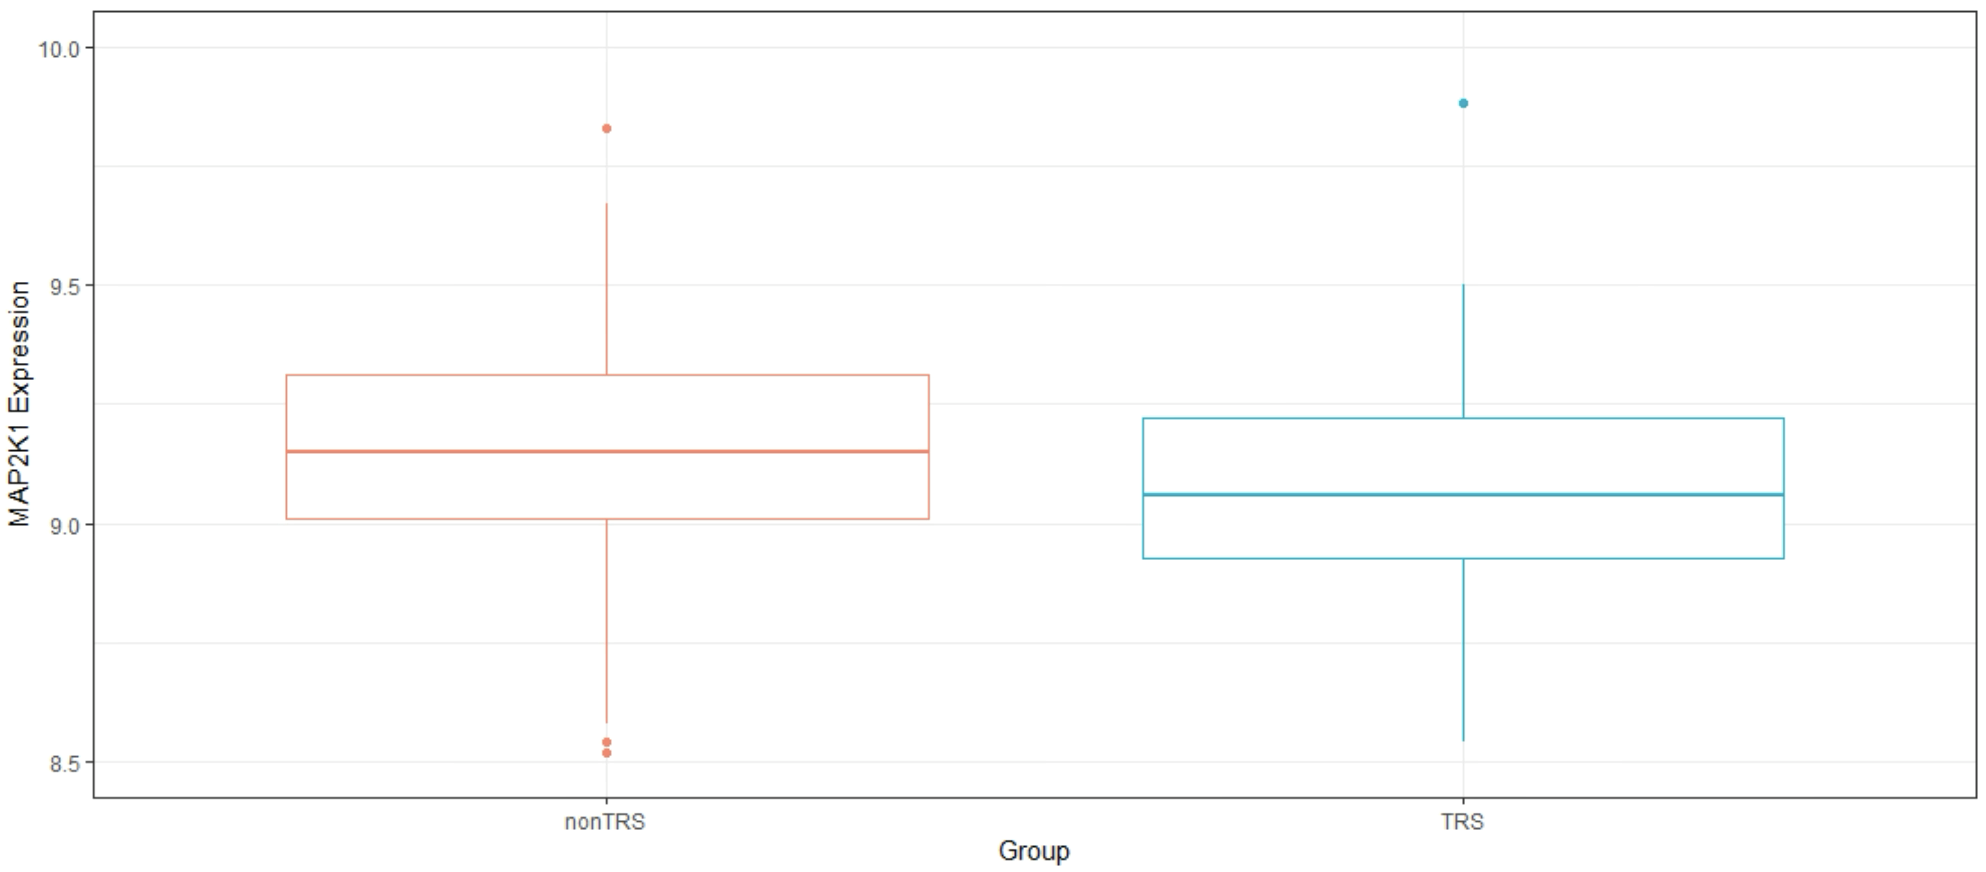 MAP2K1 Expression
10.0
9.5
9.0
8.5
nonTRS
TRS
Group